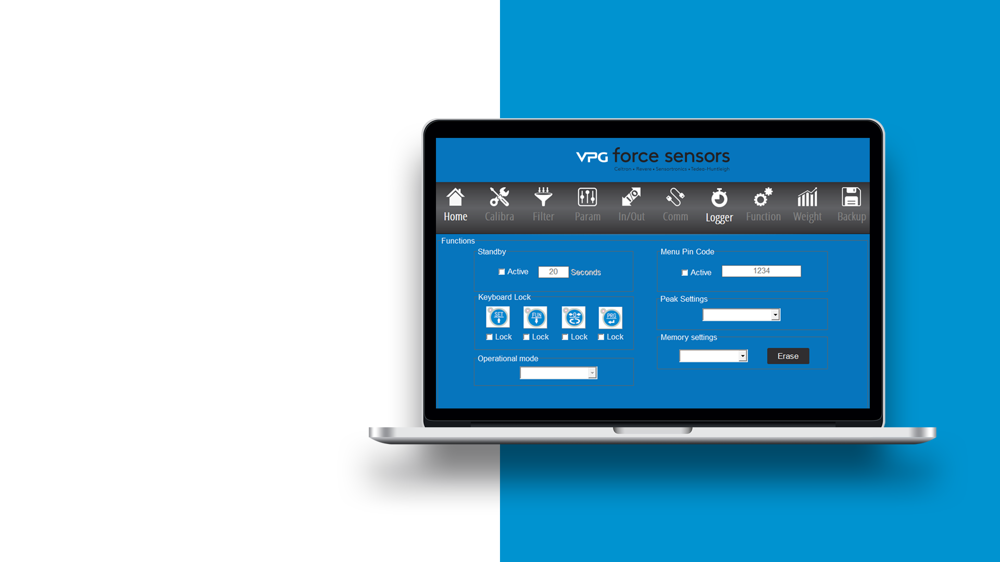 VPG force sensors
Celtron • Revere • Sensortronics • Tedea-Huntleigh
Home Calibra Filter Param In/Out Comm Logger Function Weight Backup
Functions
Standby
Active 20 Seconds
Keyboard Lock
SET FUN 0 PRG
Lock Lock Lock Lock
Operational mode
Menu Pin Code
Active 1234
Peak Settings
Memory settings
Erase